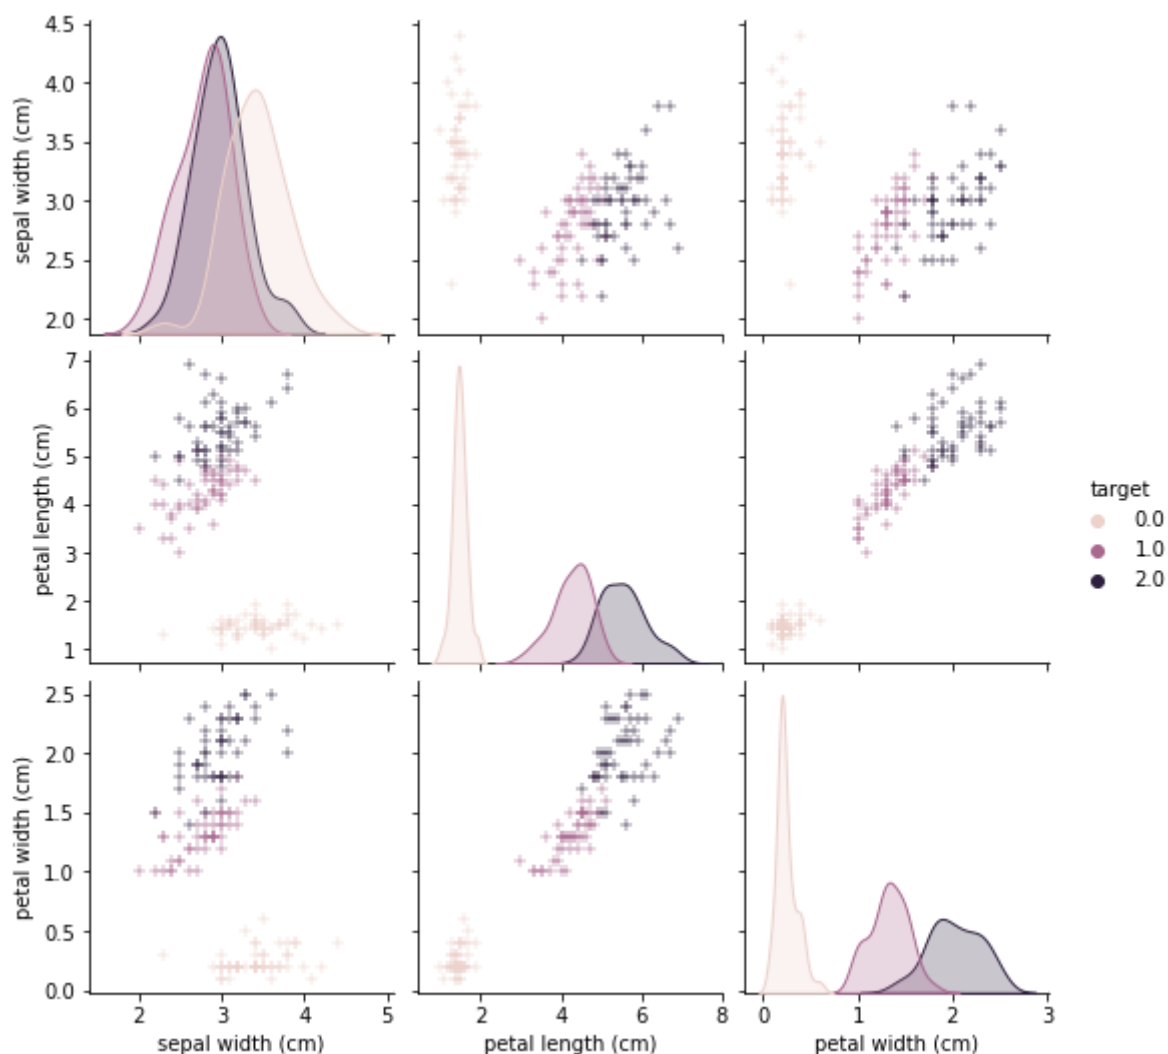 4.5
4.0
3.5
3.0
2.5
2.0
sepal width (cm)
7
6
5
4
3
2
1
petal length (cm)
target
0.0
1.0
2.0
2.5
2.0
1.5
1.0
0.5
0.0
petal width (cm)
2 3 4 5
sepal width (cm)
2 4 6 8
petal length (cm)
0 1 2 3
petal width (cm)